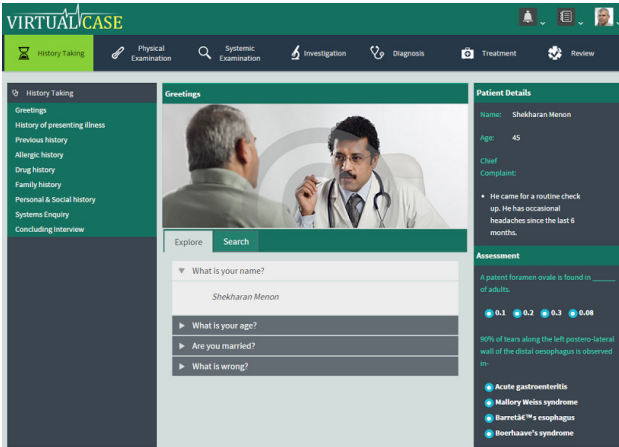 VIRTUAL CASE
History Taking
Physical
Examination
Systemic
Examination
Investigation
Diagnosis
Treatment
Review
History Taking
Greetings
History of presenting illness
Previous history
Allergic history
Drug history
Family history
Personal & Social history
Systems Enquiry
Concluding Interview
Greetings
Explore
Search
What is your name?
Shekharan Menon
What is your age?
Are you married?
What is wrong?
Patient Details
Name: Shekharan Menon
Age: 45
Chief
Complaint:
• He came for a routine check
up. He has occasional
headaches since the last 6
months.
Assessment
A patent foramen ovale is found in ______
of adults.
0.1 0.2 0.3 0.08
90% of tears along the left postero-lateral
wall of the distal oesophagus is observed
in-
Acute gastroenteritis
Mallory Weiss syndrome
Barretâ€™s esophagus
Boerhaave's syndrome